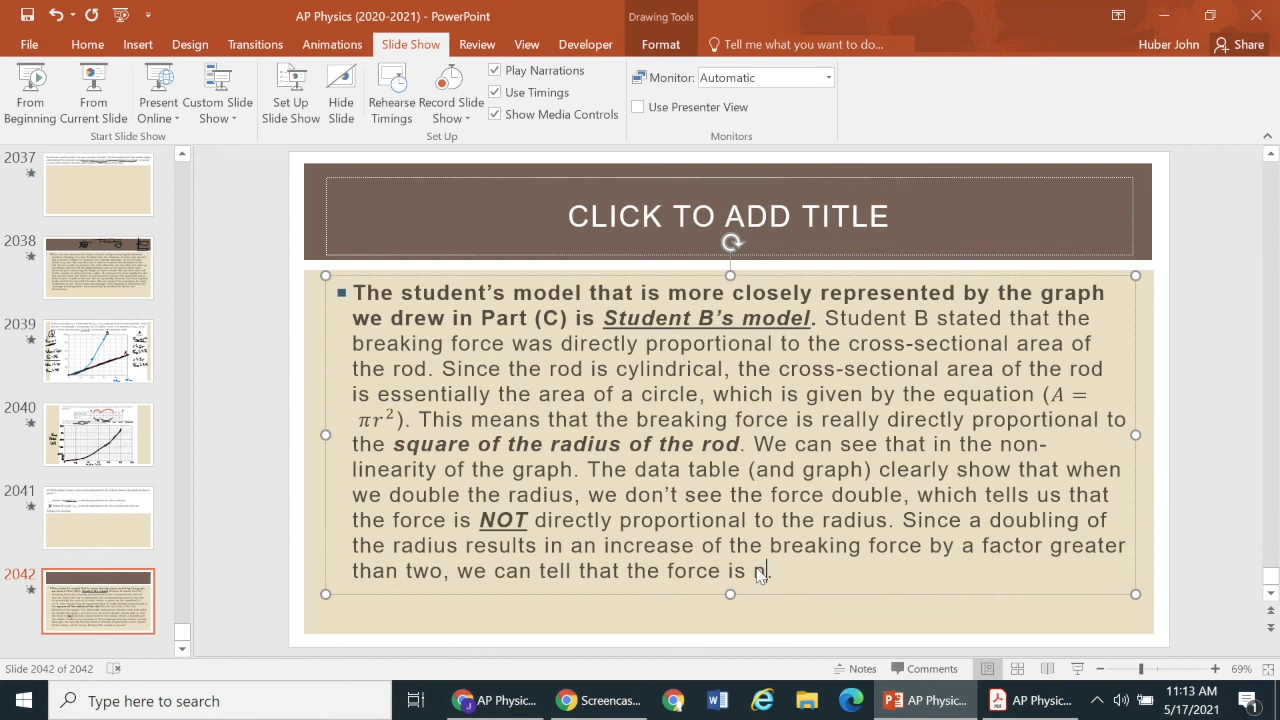 AP Physics (2020-2021) - PowerPoint
Drawing Tools
File Home Insert Design Transitions Animations Slide Show Review View Developer Format Tell me what you want to do... Huber John Share
From Beginning
From Current Slide
Present Online
Custom Slide Show
Start Slide Show
Set Up Slide Show
Hide Slide
Rehearse Timings
Record Slide Show
Play Narrations
Use Timings
Show Media Controls
Set Up
Monitor: Automatic
Use Presenter View
Monitors
2037
2038
2039
2040
2041
2042
CLICK TO ADD TITLE
The student's model that is more closely represented by the graph
we drew in Part (C) is Student B's model. Student B stated that the
breaking force was directly proportional to the cross-sectional area of
the rod. Since the rod is cylindrical, the cross-sectional area of the rod
is essentially the area of a circle, which is given by the equation (A =
πr²). This means that the breaking force is really directly proportional to
the square of the radius of the rod. We can see that in the non-
linearity of the graph. The data table (and graph) clearly show that when
we double the radius, we don't see the force double, which tells us that
the force is NOT directly proportional to the radius. Since a doubling of
the radius results in an increase of the breaking force by a factor greater
than two, we can tell that the force is n
Slide 2042 of 2042
Notes Comments 69%
Type here to search
AP Physic... Screencas... AP Physic... AP Physic...
11:13 AM
5/17/2021
1